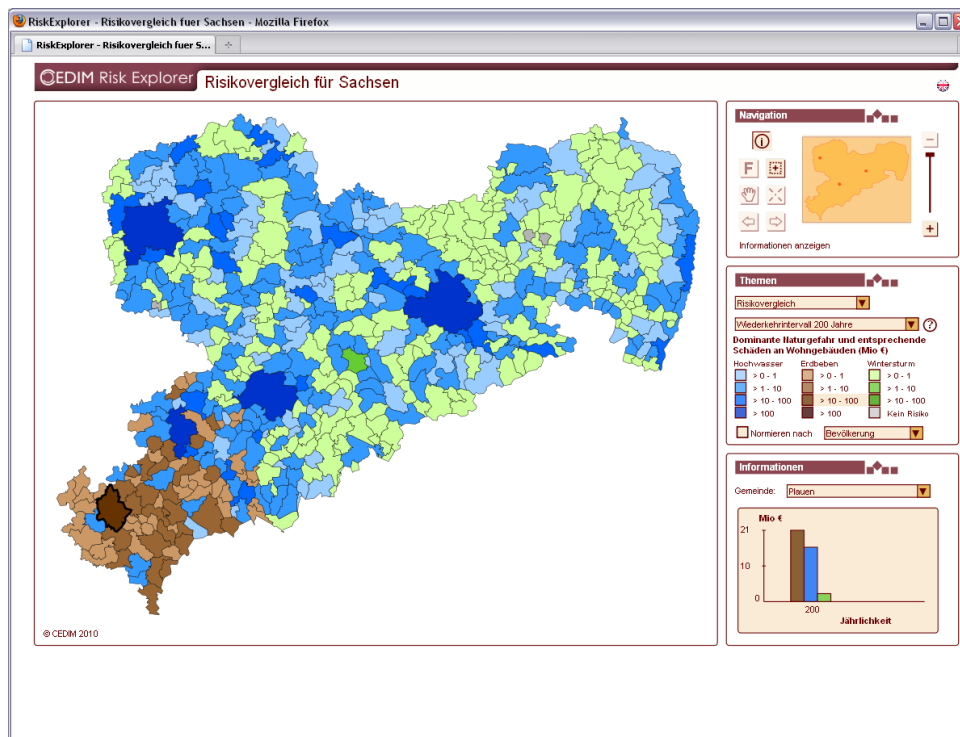 RiskExplorer - Risikovergleich fuer Sachsen - Mozilla Firefox
RiskExplorer - Risikovergleich fuer S...
CEDIM Risk Explorer
Risikovergleich für Sachsen
© CEDIM 2010
Navigation
F
Informationen anzeigen
Themen
Risikovergleich
Wiederkehrintervall 200 Jahre
?
Dominante Naturgefahr und entsprechende
Schäden an Wohngebäuden (Mio €)
Hochwasser Erdbeben Wintersturm
> 0 - 1 > 0 - 1 > 0 - 1
> 1 - 10 > 1 - 10 > 1 - 10
> 10 - 100 > 10 - 100 > 10 - 100
> 100 > 100 Kein Risiko
Normieren nach Bevölkerung
Informationen
Gemeinde: Plauen
Mio €
21
10
0
200
Jährlichkeit